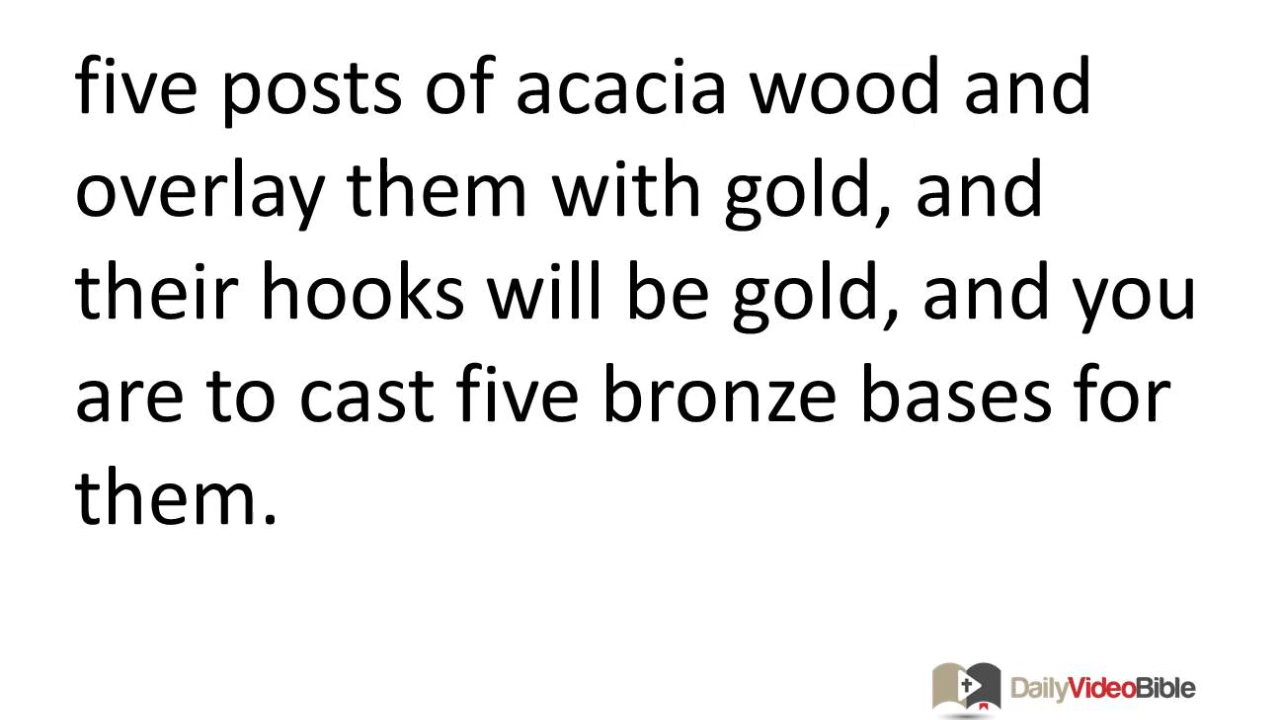 five posts of acacia wood and
overlay them with gold, and
their hooks will be gold, and you
are to cast five bronze bases for
them.
DailyVideoBible